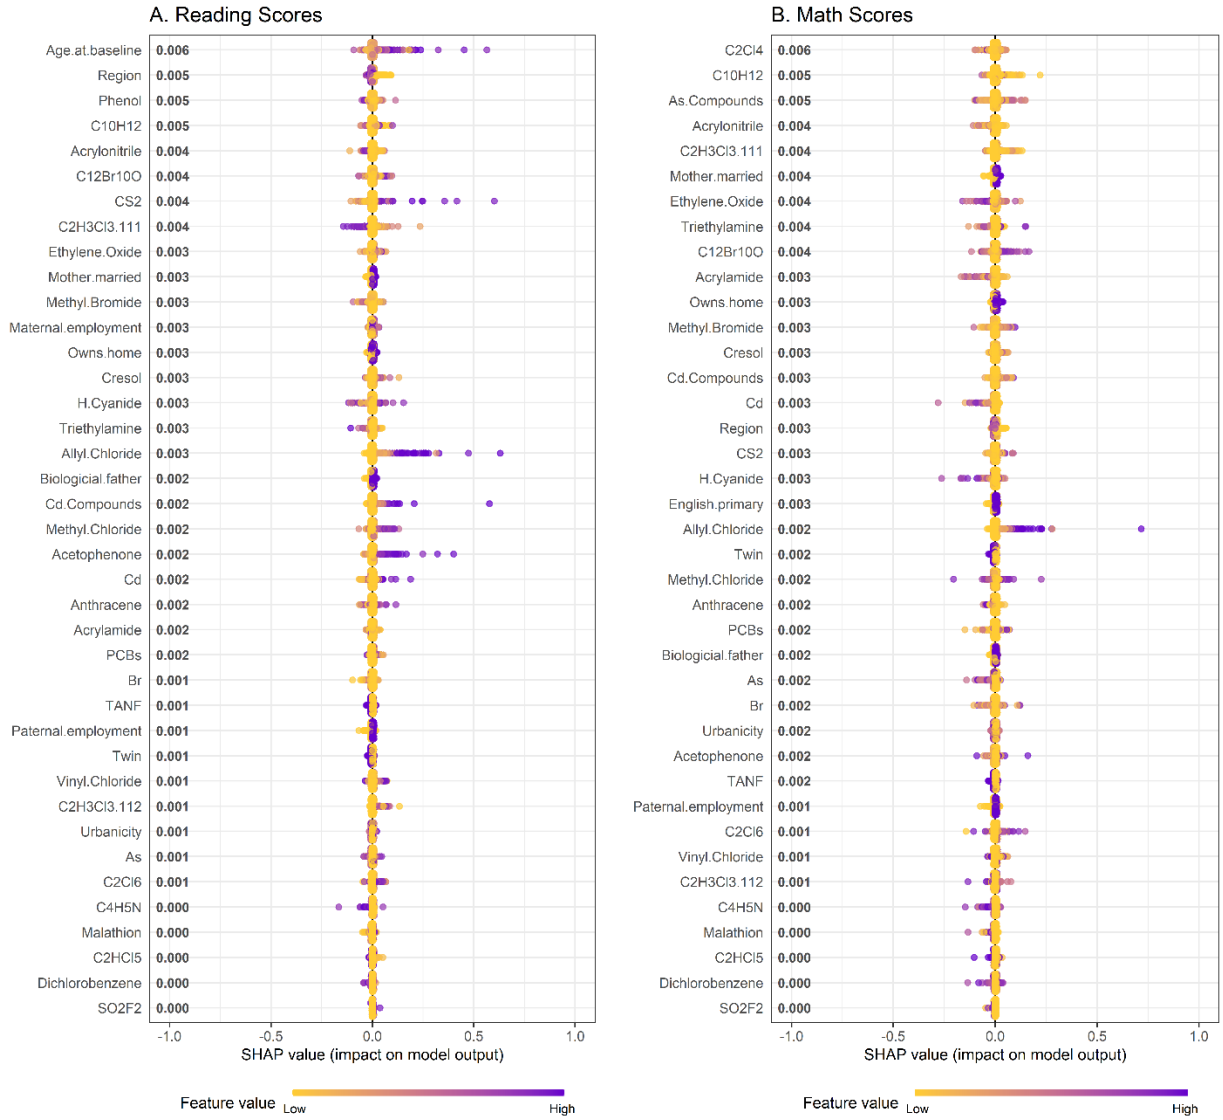 A. Reading Scores
Age.at.baseline 0.006
Region 0.005
Phenol 0.005
C10H12 0.005
Acrylonitrile 0.004
C12Br10O 0.004
CS2 0.004
C2H3Cl3.111 0.004
Ethylene.Oxide 0.003
Mother.married 0.003
Methyl.Bromide 0.003
Maternal.employment 0.003
Owns.home 0.003
Cresol 0.003
H.Cyanide 0.003
Triethylamine 0.003
Allyl.Chloride 0.003
Biologicial.father 0.002
Cd.Compounds 0.002
Methyl.Chloride 0.002
Acetophenone 0.002
Cd 0.002
Anthracene 0.002
Acrylamide 0.002
PCBs 0.002
Br 0.001
TANF 0.001
Paternal.employment 0.001
Twin 0.001
Vinyl.Chloride 0.001
C2H3Cl3.112 0.001
Urbanicity 0.001
As 0.001
C2Cl6 0.001
C4H5N 0.000
Malathion 0.000
C2HCl5 0.000
Dichlorobenzene 0.000
SO2F2 0.000
-1.0 -0.5 0.0 0.5 1.0
SHAP value (impact on model output)
Feature value Low High
B. Math Scores
C2Cl4 0.006
C10H12 0.005
As.Compounds 0.005
Acrylonitrile 0.004
C2H3Cl3.111 0.004
Mother.married 0.004
Ethylene.Oxide 0.004
Triethylamine 0.004
C12Br10O 0.004
Acrylamide 0.003
Owns.home 0.003
Methyl.Bromide 0.003
Cresol 0.003
Cd.Compounds 0.003
Cd 0.003
Region 0.003
CS2 0.003
H.Cyanide 0.003
English.primary 0.003
Allyl.Chloride 0.002
Twin 0.002
Methyl.Chloride 0.002
Anthracene 0.002
PCBs 0.002
Biologicial.father 0.002
As 0.002
Br 0.002
Urbanicity 0.002
Acetophenone 0.002
TANF 0.002
Paternal.employment 0.001
C2Cl6 0.001
Vinyl.Chloride 0.001
C2H3Cl3.112 0.001
C4H5N 0.000
Malathion 0.000
C2HCl5 0.000
Dichlorobenzene 0.000
SO2F2 0.000
-1.0 -0.5 0.0 0.5 1.0
SHAP value (impact on model output)
Feature value Low High